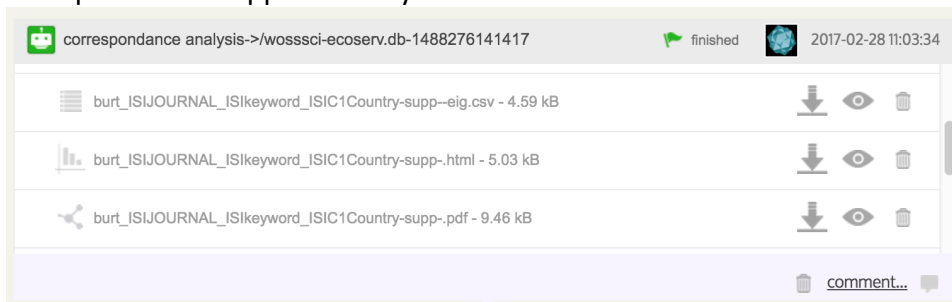 correspondance analysis->/wosssci-ecoserv.db-1488276141417 finished 2017-02-28 11:03:34
burt_ISIJOURNAL_ISIkeyword_ISIC1Country-supp--eig.csv - 4.59 kB
burt_ISIJOURNAL_ISIkeyword_ISIC1Country-supp-.html - 5.03 kB
burt_ISIJOURNAL_ISIkeyword_ISIC1Country-supp-.pdf - 9.46 kB
comment...